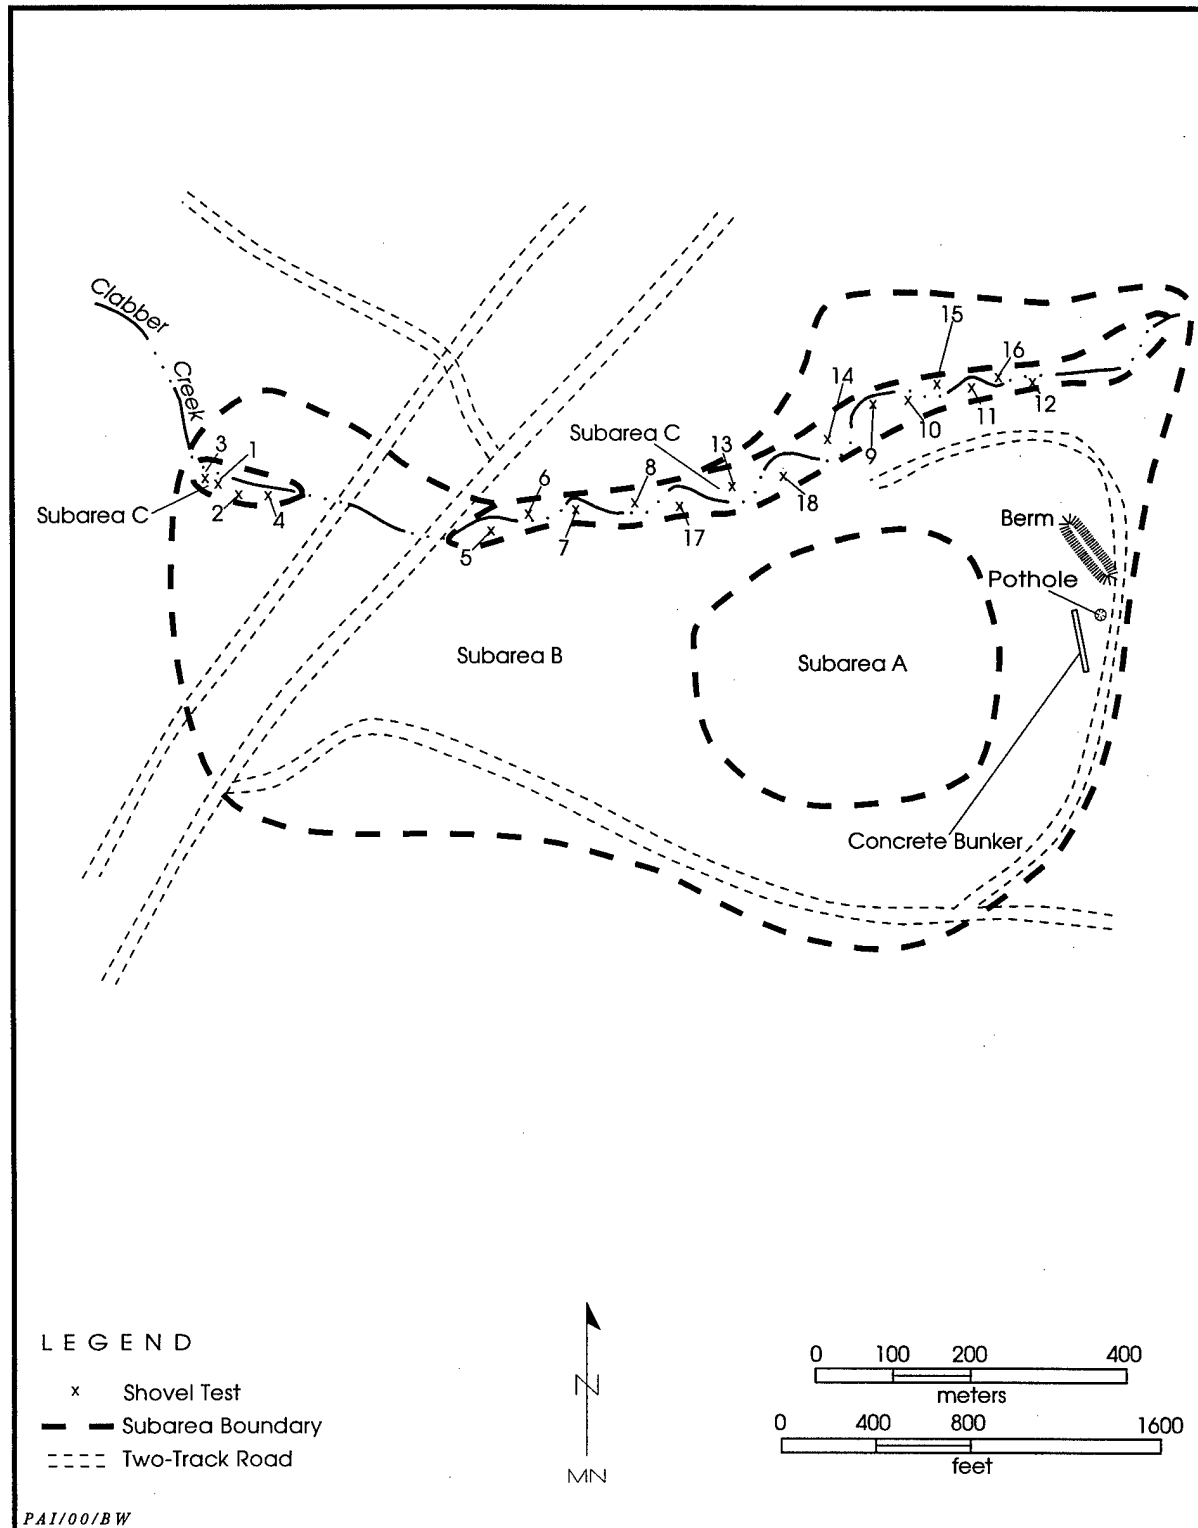 Clabber
Creek
15
16
14
12
11
10
9
Subarea C
13
8
6
3
1
18
Subarea C
2
4
17
7
5
Berm
Pothole
Subarea B
Subarea A
Concrete Bunker
LEGEND
x Shovel Test
Subarea Boundary
Two-Track Road
N
MN
0 100 200 400
meters
0 400 800 1600
feet
PAI/00/BW